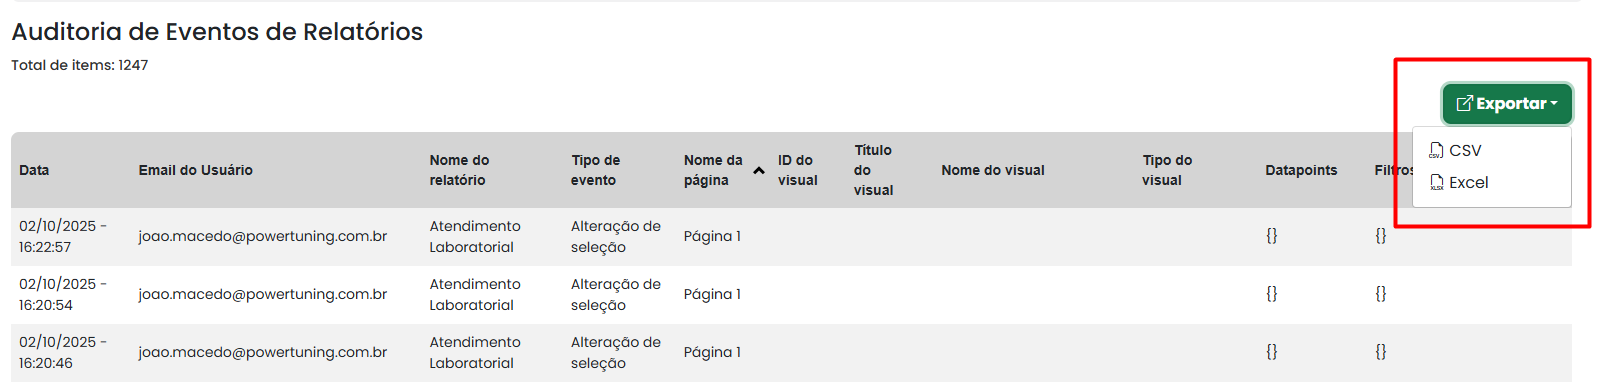 Auditoria de Eventos de Relatórios
Total de items: 1247
Exportar
CSV
Excel
Data Email do Usuário Nome do relatório Tipo de evento Nome da página ID do visual Título do visual Nome do visual Tipo do visual Datapoints Filtros
02/10/2025 - 16:22:57 joao.macedo@powertuning.com.br Atendimento Laboratorial Alteração de seleção Página 1 {} {}
02/10/2025 - 16:20:54 joao.macedo@powertuning.com.br Atendimento Laboratorial Alteração de seleção Página 1 {} {}
02/10/2025 - 16:20:46 joao.macedo@powertuning.com.br Atendimento Laboratorial Alteração de seleção Página 1 {} {}